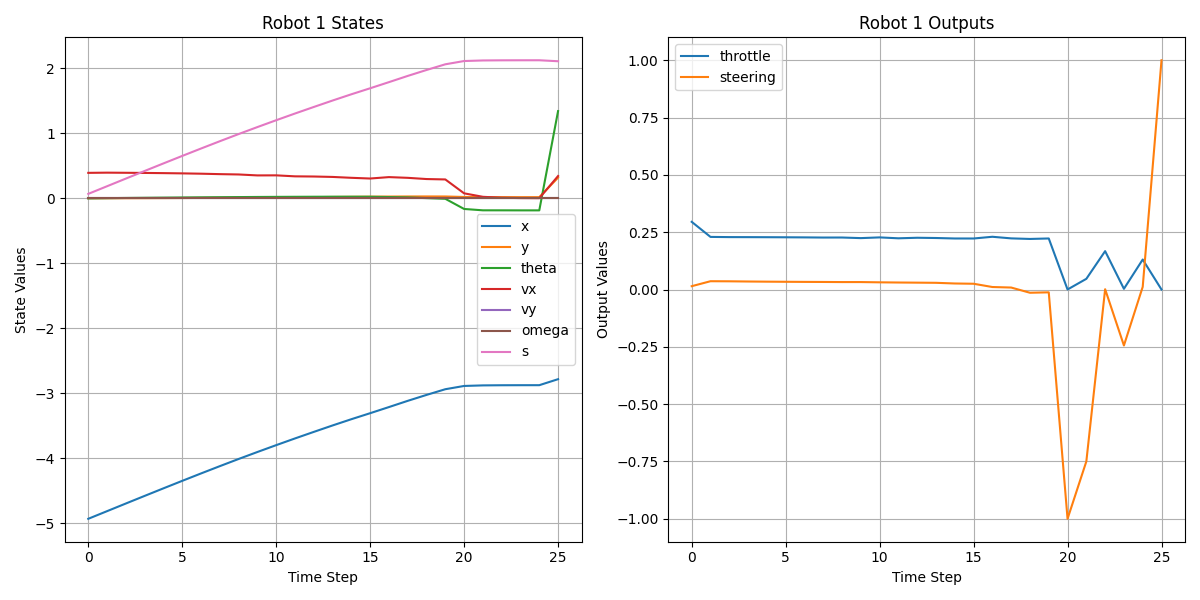 Robot 1 States
State Values
2
1
0
−1
−2
−3
−4
−5
x
y
theta
vx
vy
omega
s
0 5 10 15 20 25
Time Step
Robot 1 Outputs
Output Values
1.00
0.75
0.50
0.25
0.00
−0.25
−0.50
−0.75
−1.00
throttle
steering
0 5 10 15 20 25
Time Step